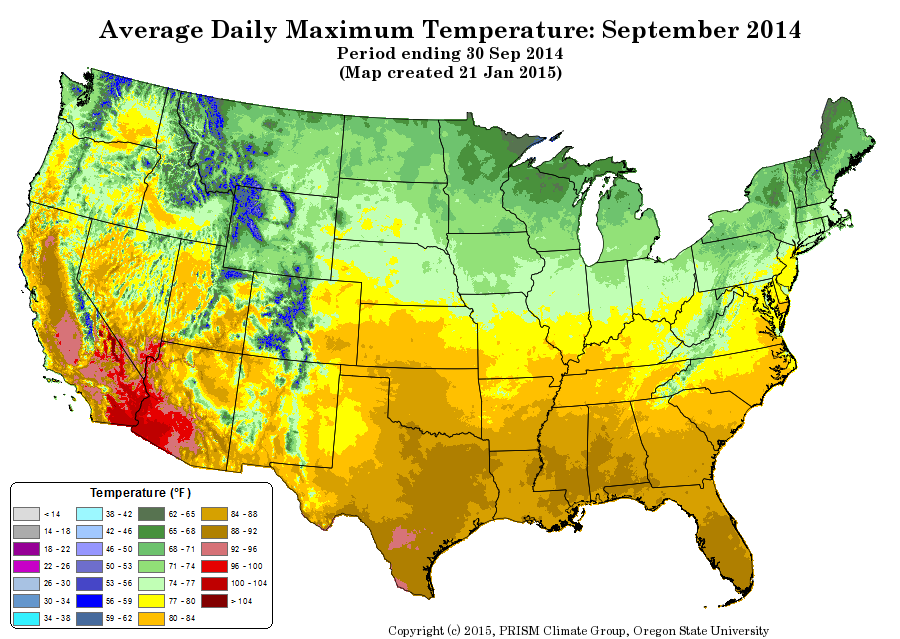 Average Daily Maximum Temperature: September 2014
Period ending 30 Sep 2014
(Map created 21 Jan 2015)
Temperature (°F)
< 14 38 - 42 62 - 65 84 - 88
14 - 18 42 - 46 65 - 68 88 - 92
18 - 22 46 - 50 68 - 71 92 - 96
22 - 26 50 - 53 71 - 74 96 - 100
26 - 30 53 - 56 74 - 77 100 - 104
30 - 34 56 - 59 77 - 80 > 104
34 - 38 59 - 62 80 - 84
Copyright (c) 2015, PRISM Climate Group, Oregon State University